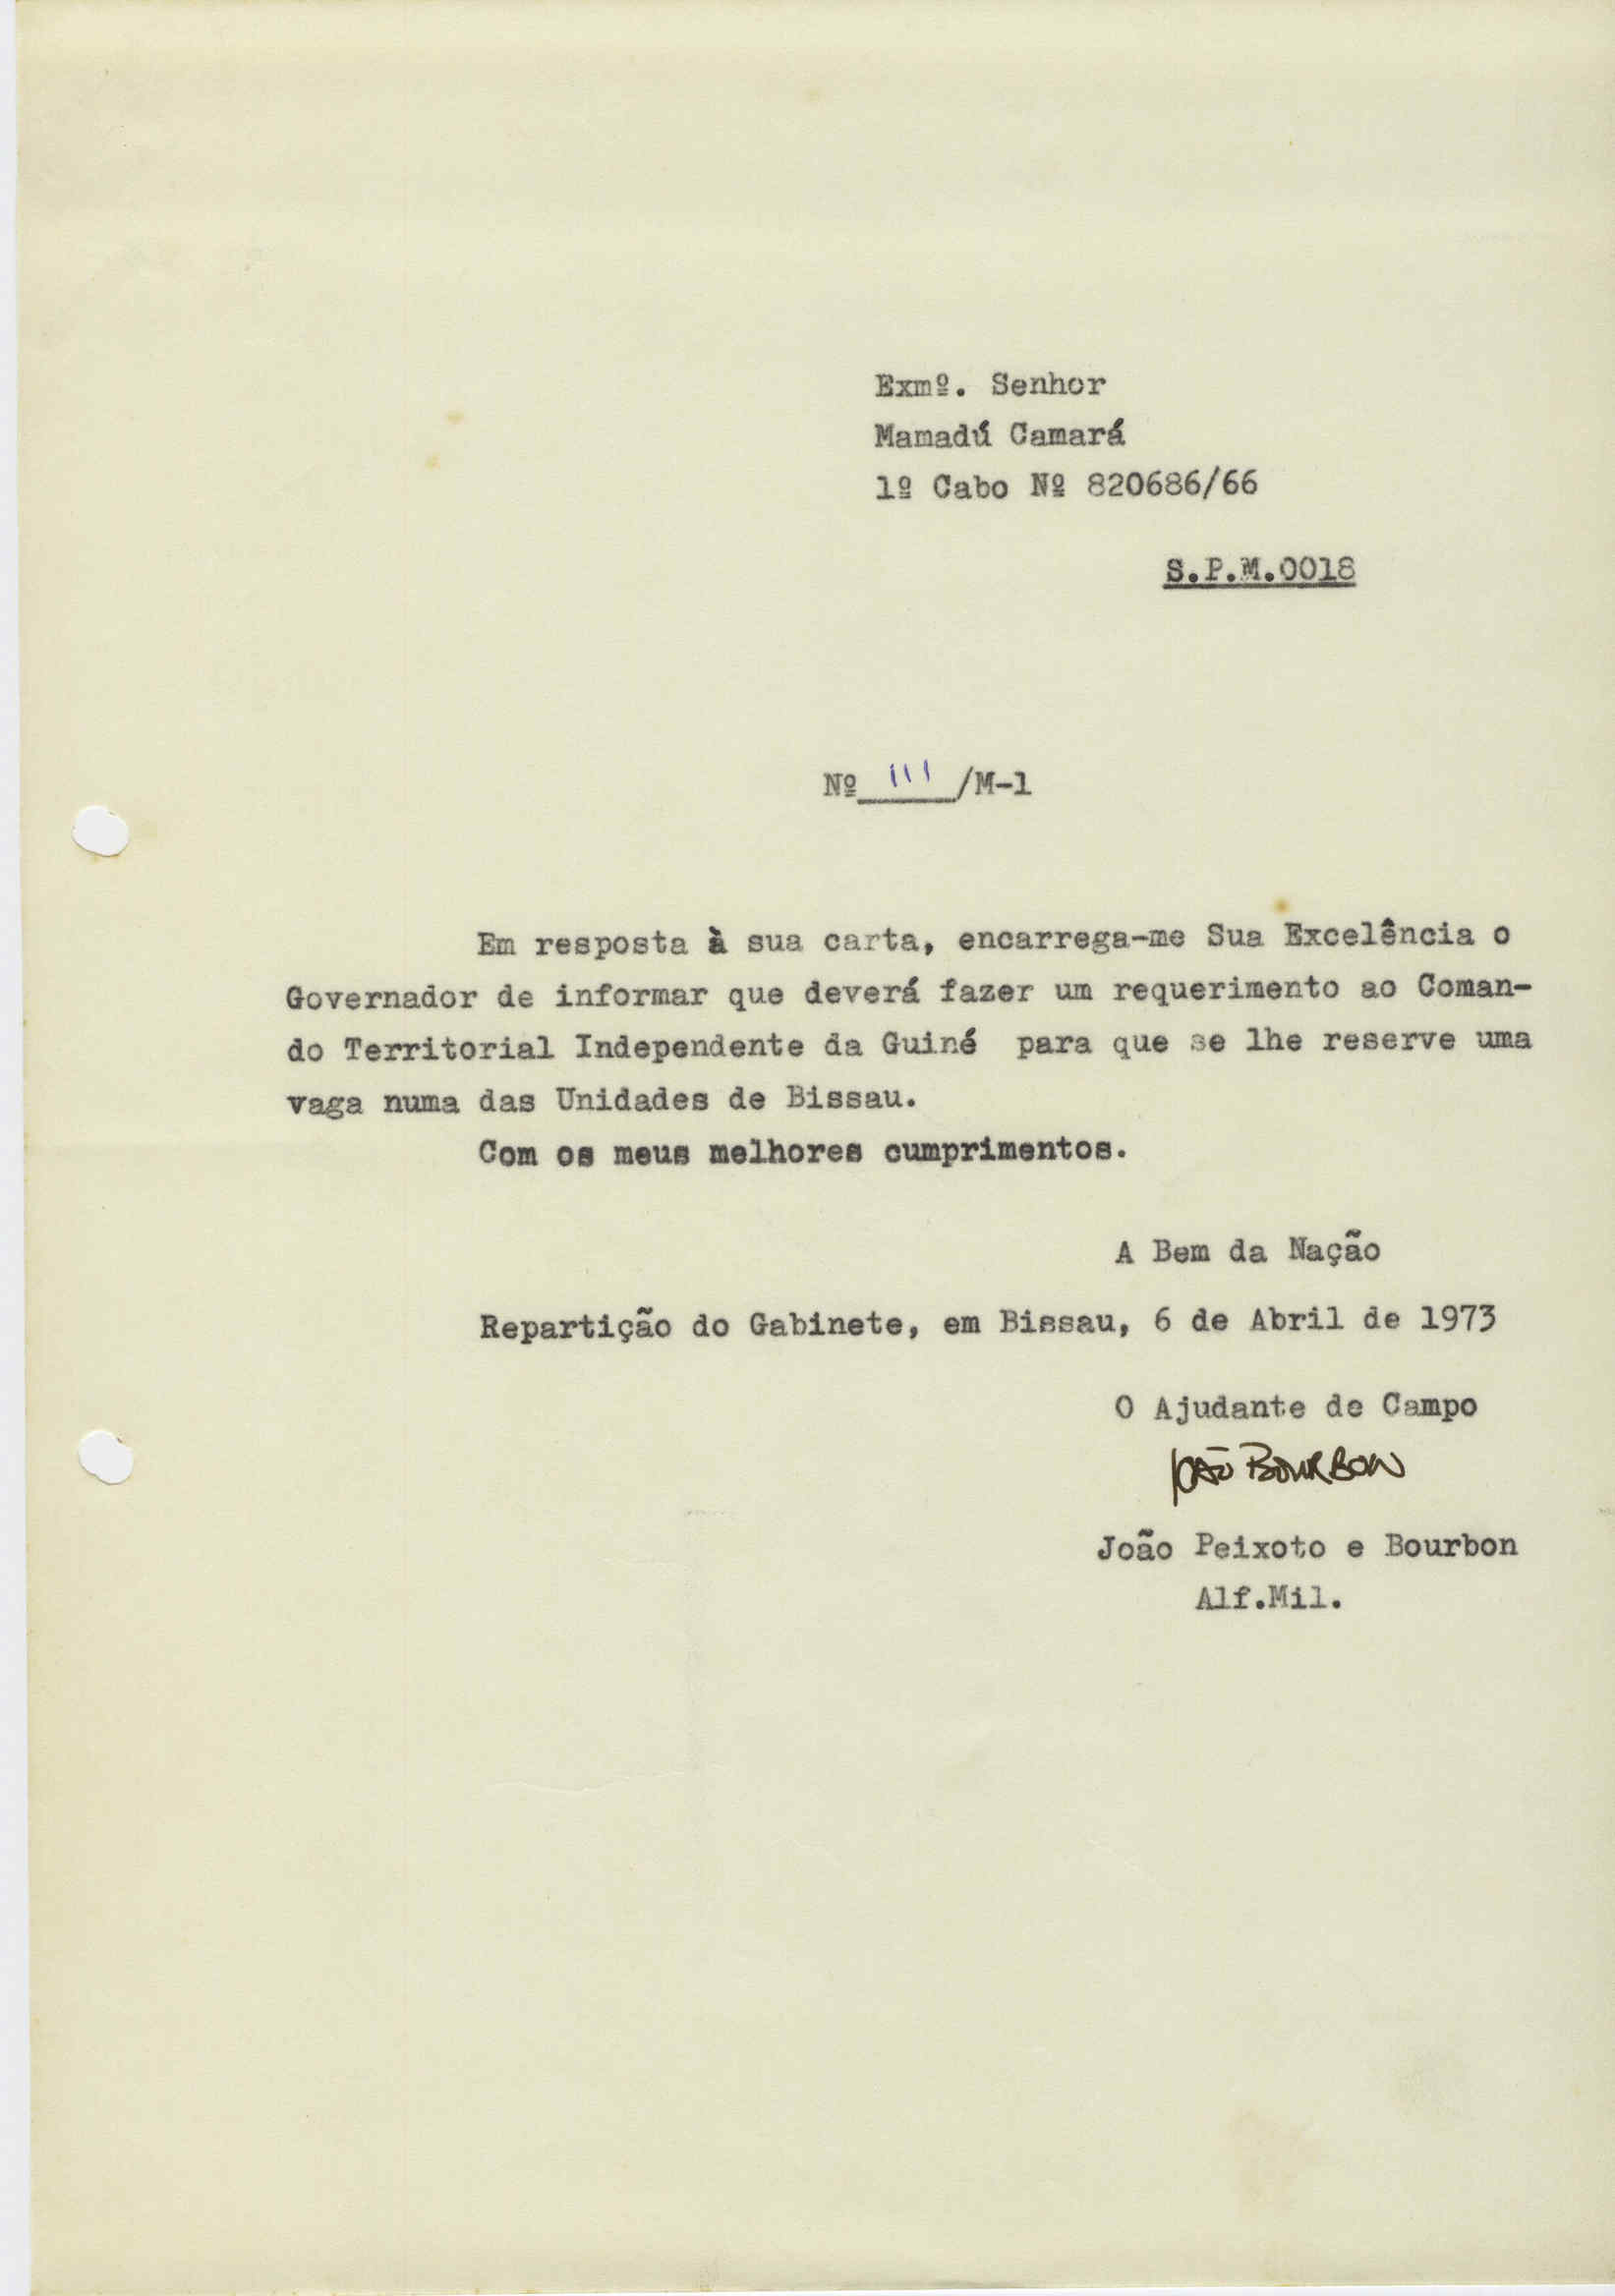 Exmº. Senhor
Mamadú Camará
1º Cabo Nº 820686/66
S.P.M.0018
Nº 111 /M-1
Em resposta à sua carta, encarrega-me Sua Excelência o
Governador de informar que deverá fazer um requerimento ao Coman-
do Territorial Independente da Guiné para que se lhe reserve uma
vaga numa das Unidades de Bissau.
Com os meus melhores cumprimentos.
A Bem da Nação
Repartição do Gabinete, em Bissau, 6 de Abril de 1973
O Ajudante de Campo
João Bourbon
João Peixoto e Bourbon
Alf.Mil.